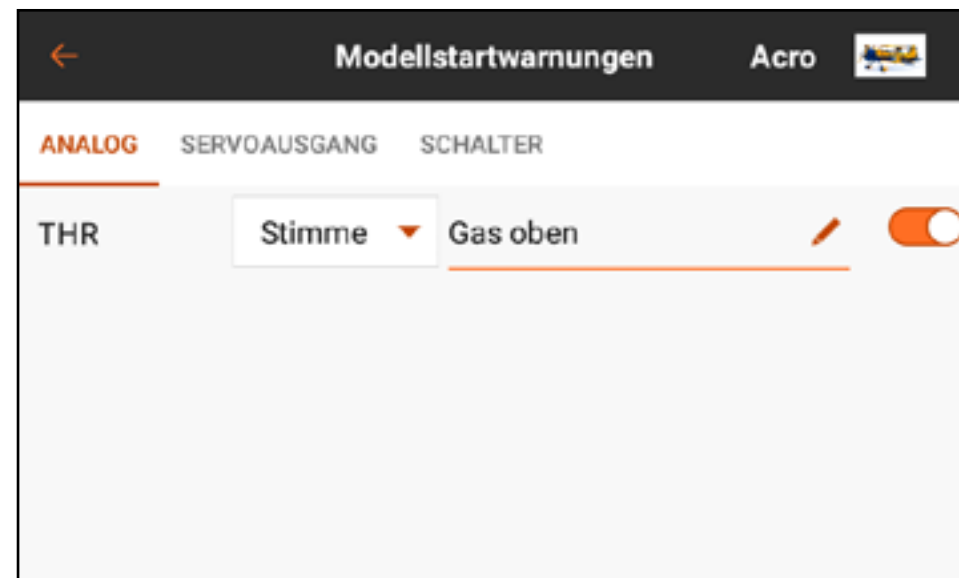 Modellstartwarnungen Acro
ANALOG SERVOAUSGANG SCHALTER
THR Stimme Gas oben